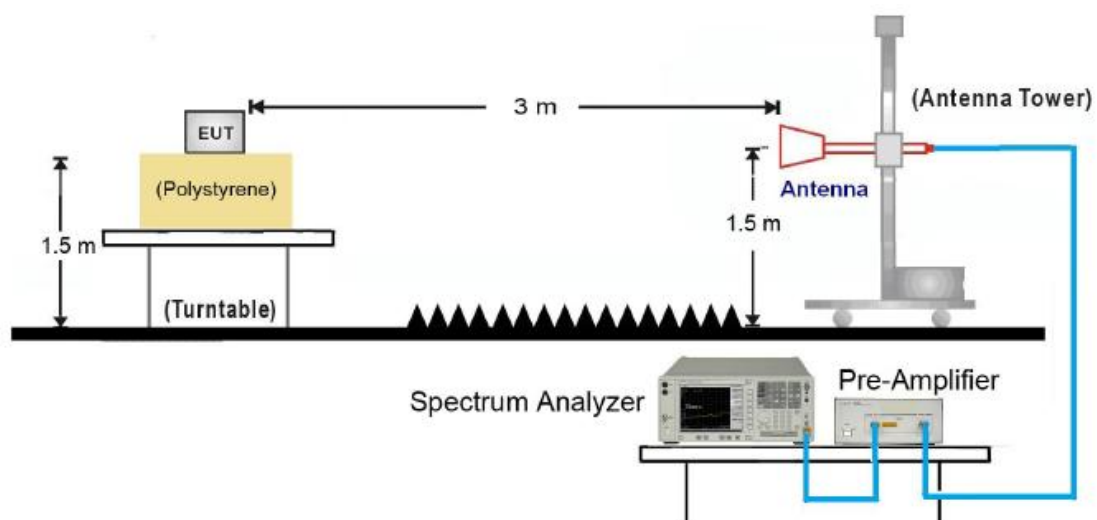 3 m
(Antenna Tower)
EUT
(Polystyrene)
Antenna
1.5 m
1.5 m
(Turntable)
Spectrum Analyzer
Pre-Amplifier